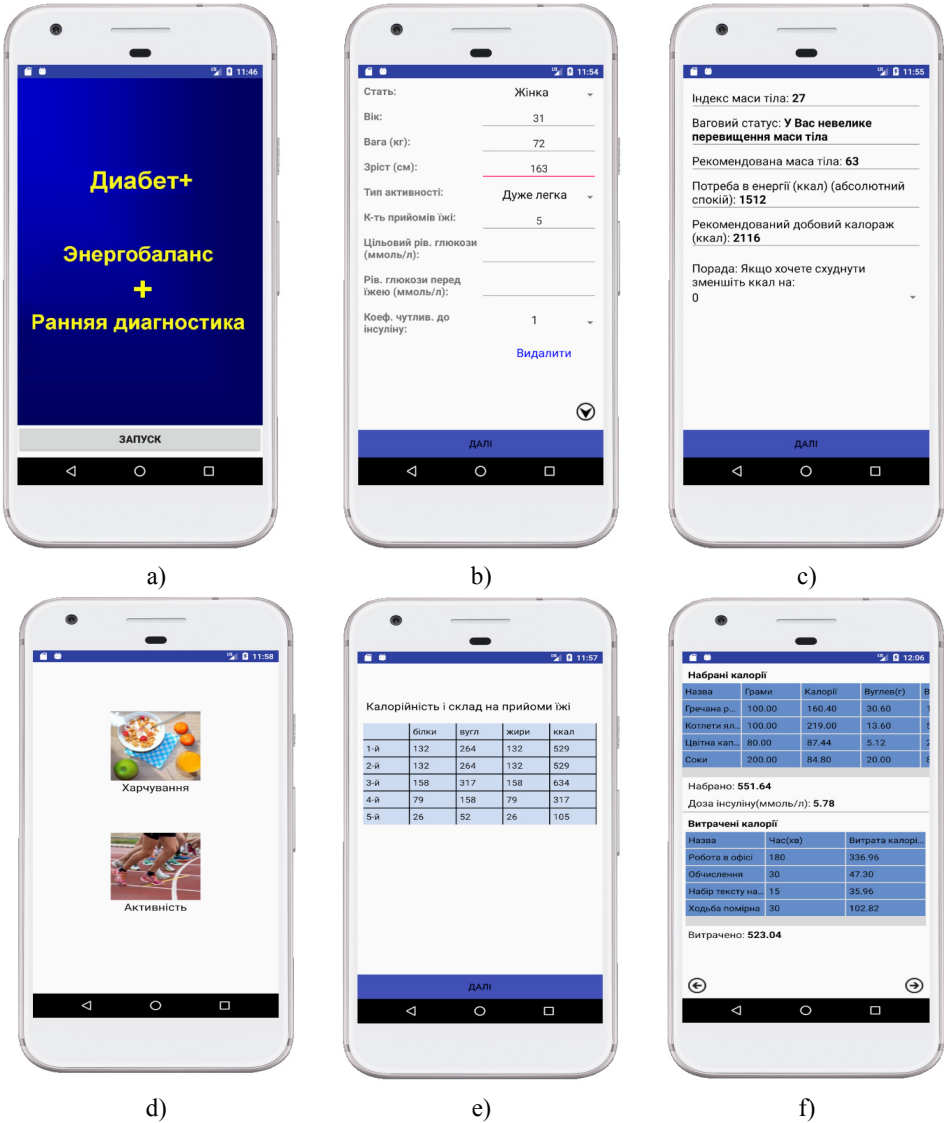 11:46
Диабет+
Энергобаланс
+
Ранняя диагностика
ЗАПУСК
a)
11:54
Стать: Жінка
Вік: 31
Вага (кг): 72
Зріст (см): 163
Тип активності: Дуже легка
К-ть прийомів їжі: 5
Цільовий рів. глюкози
(ммоль/л):
Рів. глюкози перед
їжею (ммоль/л):
Коеф. чутлив. до
інсуліну: 1
Видалити
ДАЛІ
b)
11:55
Індекс маси тіла: 27
Ваговий статус: У Вас невелике
перевищення маси тіла
Рекомендована маса тіла: 63
Потреба в енергії (ккал) (абсолютний
спокій): 1512
Рекомендований добовий калораж
(ккал): 2116
Порада: Якщо хочете схуднути
зменшіть ккал на:
0
ДАЛІ
c)
11:58
Харчування
Активність
d)
11:57
Калорійність і склад на прийоми їжі
білки вугл жири ккал
1-й 132 264 132 529
2-й 132 264 132 529
3-й 158 317 158 634
4-й 79 158 79 317
5-й 26 52 26 105
ДАЛІ
e)
12:06
Набрані калорії
Назва Грами Калорії Вуглев(г)
Гречана р... 100.00 160.40 30.60
Котлети ял... 100.00 219.00 13.60
Цвітна кап... 80.00 87.44 5.12
Соки 200.00 84.80 20.00
Набрано: 551.64
Доза інсуліну(ммоль/л): 5.78
Витрачені калорії
Назва Час(хв) Витрата калорі...
Робота в офісі 180 336.96
Обчислення 30 47.30
Набір тексту на... 15 35.96
Ходьба помірна 30 102.82
Витрачено: 523.04
f)